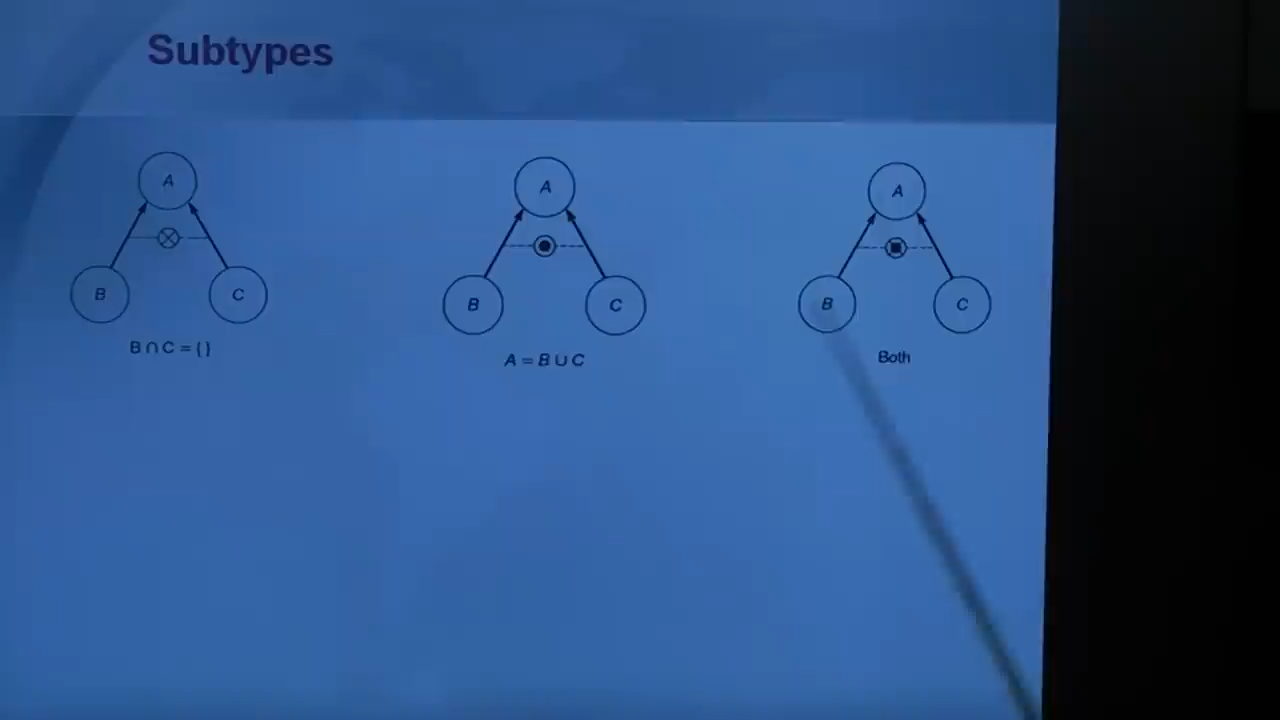 Subtypes
A
B
C
B ∩ C = { }
A
B
C
A = B ∪ C
A
B
C
Both